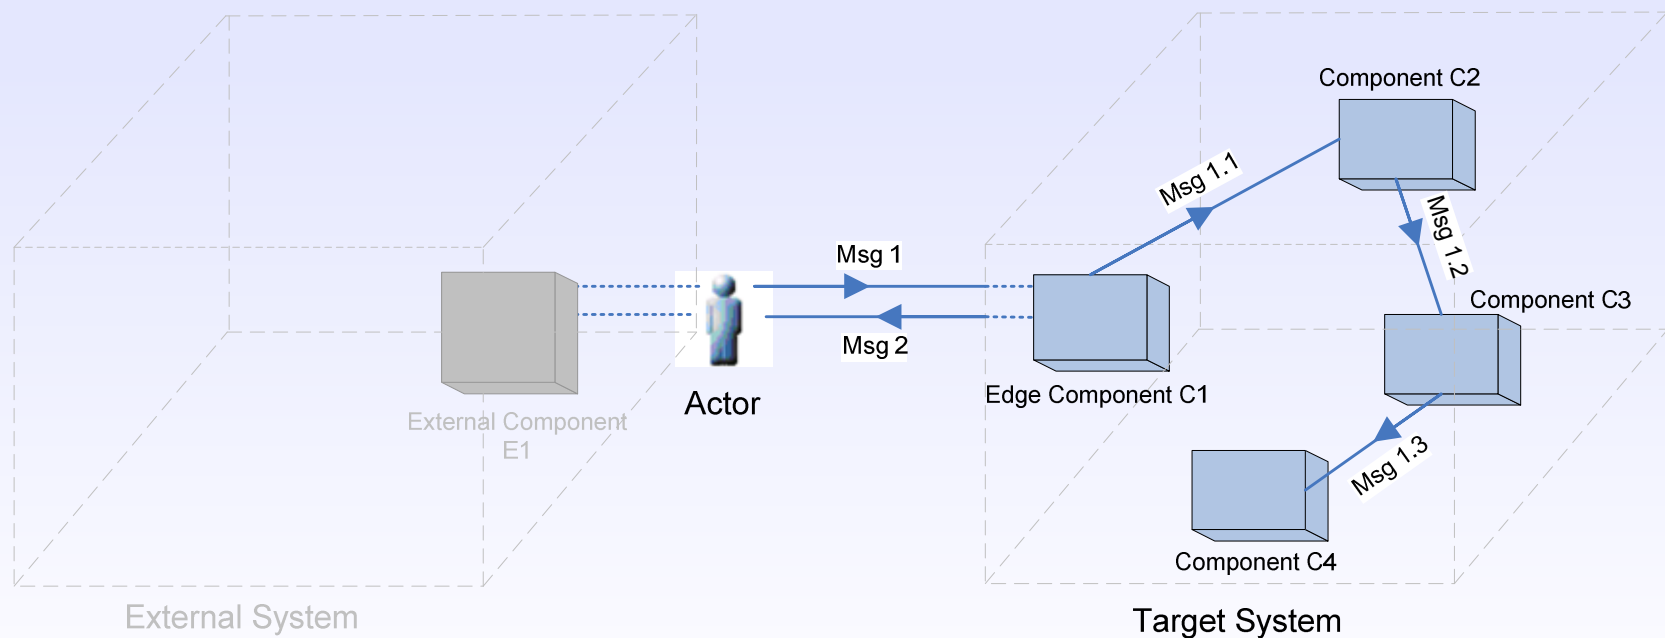 Component C2
Msg 1.1
Msg 1.2
Msg 1
Component C3
Msg 2
Edge Component C1
Actor
External Component
E1
Msg 1.3
Component C4
External System
Target System